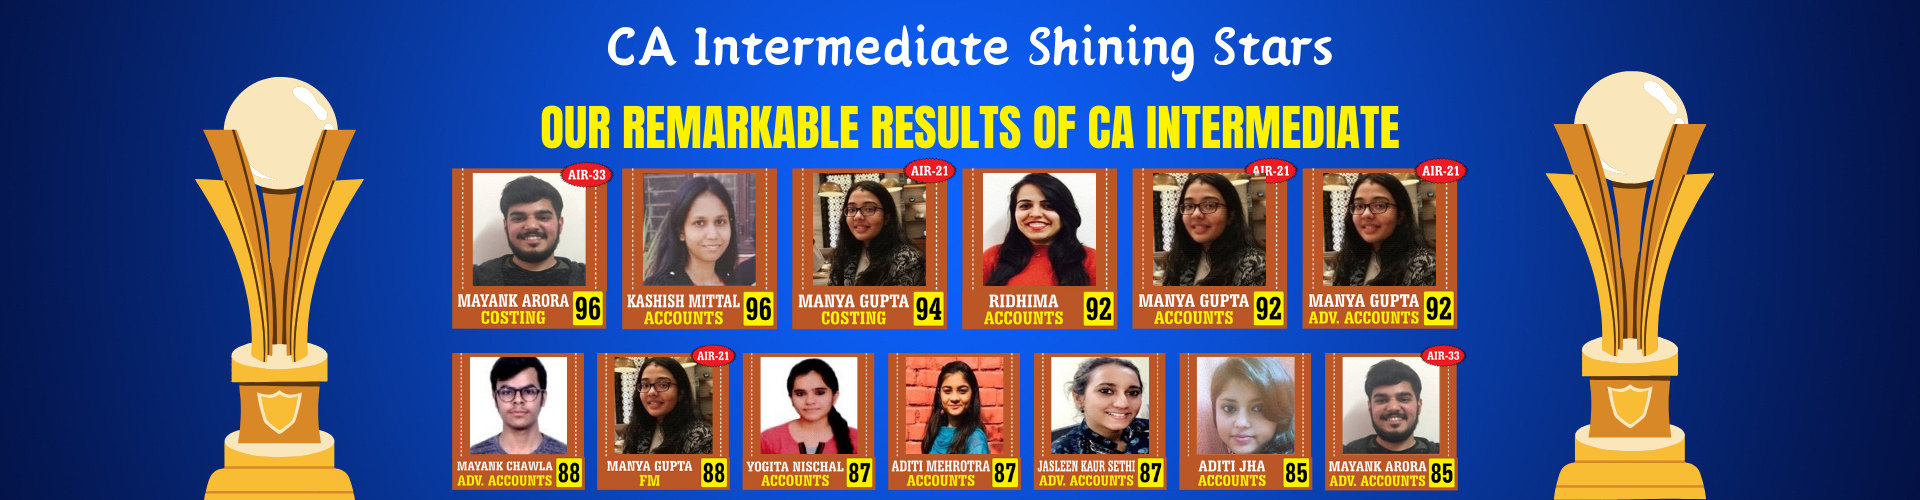 CA Intermediate Shining Stars
OUR REMARKABLE RESULTS OF CA INTERMEDIATE
AIR-33
MAYANK ARORA
COSTING
96
KASHISH MITTAL
ACCOUNTS
96
AIR-21
MANYA GUPTA
COSTING
94
RIDHIMA
ACCOUNTS
92
AIR-21
MANYA GUPTA
ACCOUNTS
92
AIR-21
MANYA GUPTA
ADV. ACCOUNTS
92
MAYANK CHAWLA
ADV. ACCOUNTS
88
AIR-21
MANYA GUPTA
FM
88
YOGITA NISCHAL
ACCOUNTS
87
ADITI MEHROTRA
ACCOUNTS
87
JASLEEN KAUR SETHI
ADV. ACCOUNTS
87
ADITI JHA
ACCOUNTS
85
AIR-33
MAYANK ARORA
ADV. ACCOUNTS
85